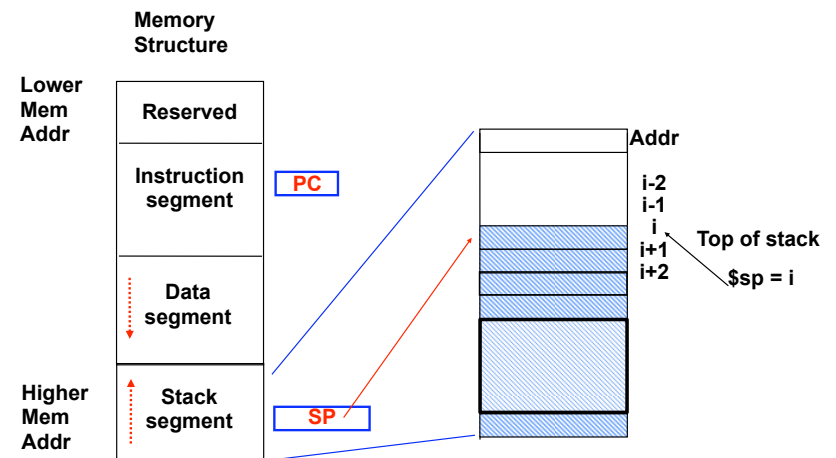 Memory
Structure
Lower
Mem
Addr
Reserved
Instruction
segment
PC
Data
segment
Higher
Mem
Addr
Stack
segment
SP
Addr
i-2
i-1
i
i+1
i+2
Top of stack
$sp = i